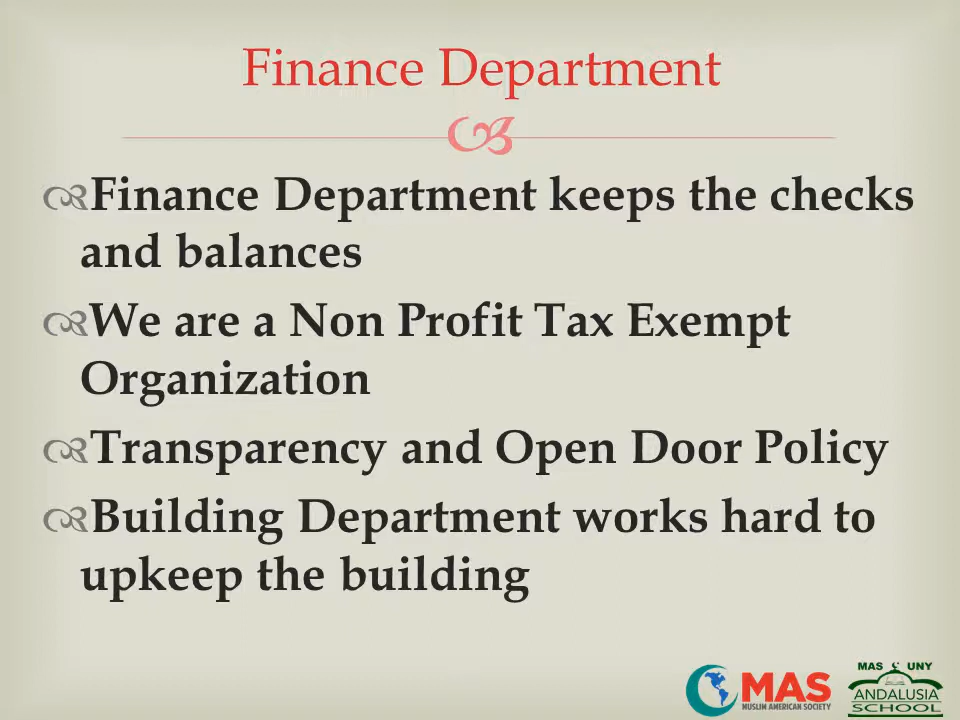 Finance Department
Finance Department keeps the checks
and balances
We are a Non Profit Tax Exempt
Organization
Transparency and Open Door Policy
Building Department works hard to
upkeep the building
MAS
MUSLIM AMERICAN SOCIETY
MAS UNY
ANDALUSIA
SCHOOL